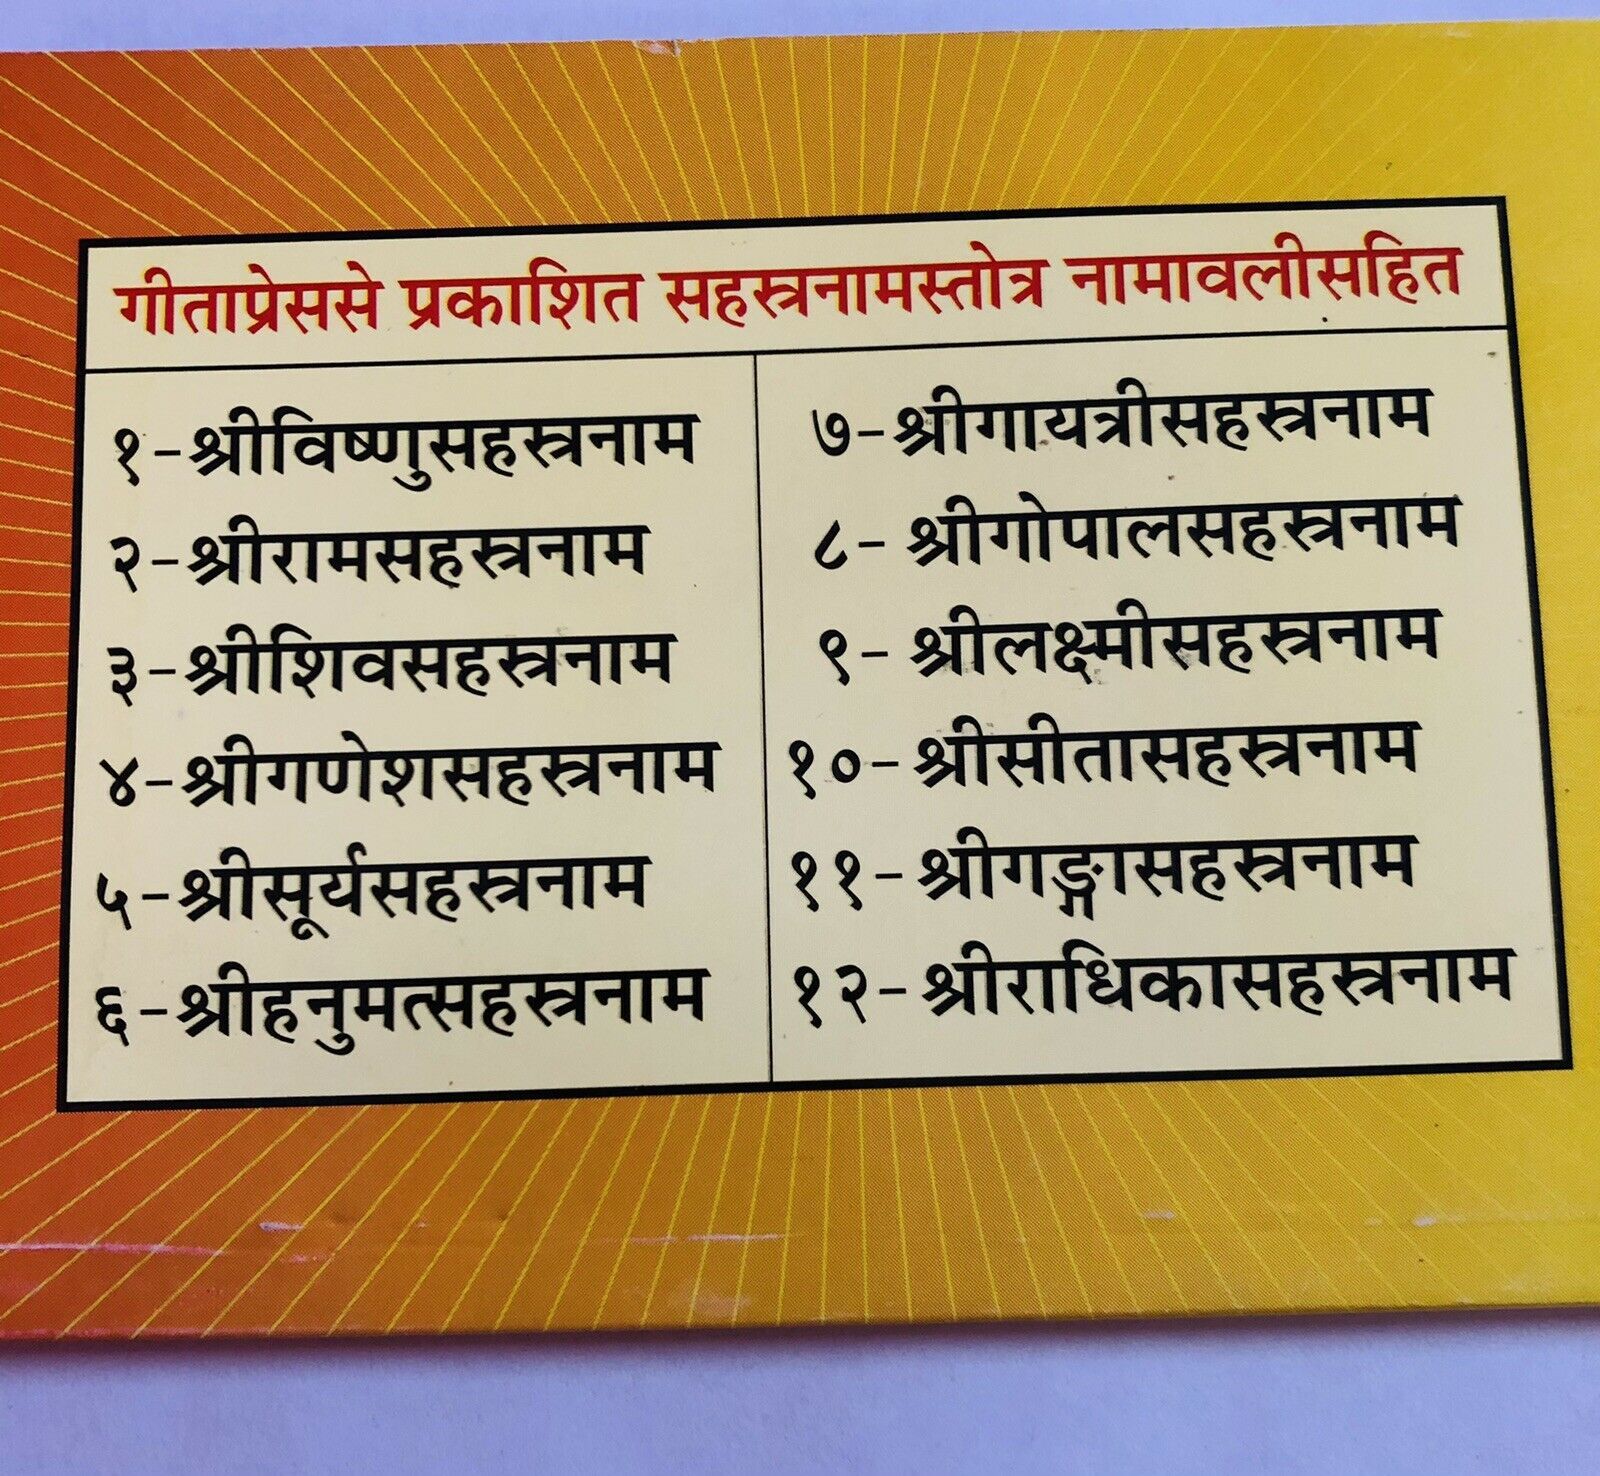 गीताप्रेससे प्रकाशित सहस्त्रनामस्तोत्र नामावलीसहित
१-श्रीविष्णुसहस्त्रनाम
२-श्रीरामसहस्त्रनाम
३-श्रीशिवसहस्त्रनाम
४-श्रीगणेशसहस्त्रनाम
५-श्रीसूर्यसहस्त्रनाम
६-श्रीहनुमत्सहस्त्रनाम
७-श्रीगायत्रीसहस्त्रनाम
८- श्रीगोपालसहस्त्रनाम
९- श्रीलक्ष्मीसहस्त्रनाम
१०- श्रीसीतासहस्त्रनाम
११- श्रीगङ्गासहस्त्रनाम
१२- श्रीराधिकासहस्त्रनाम